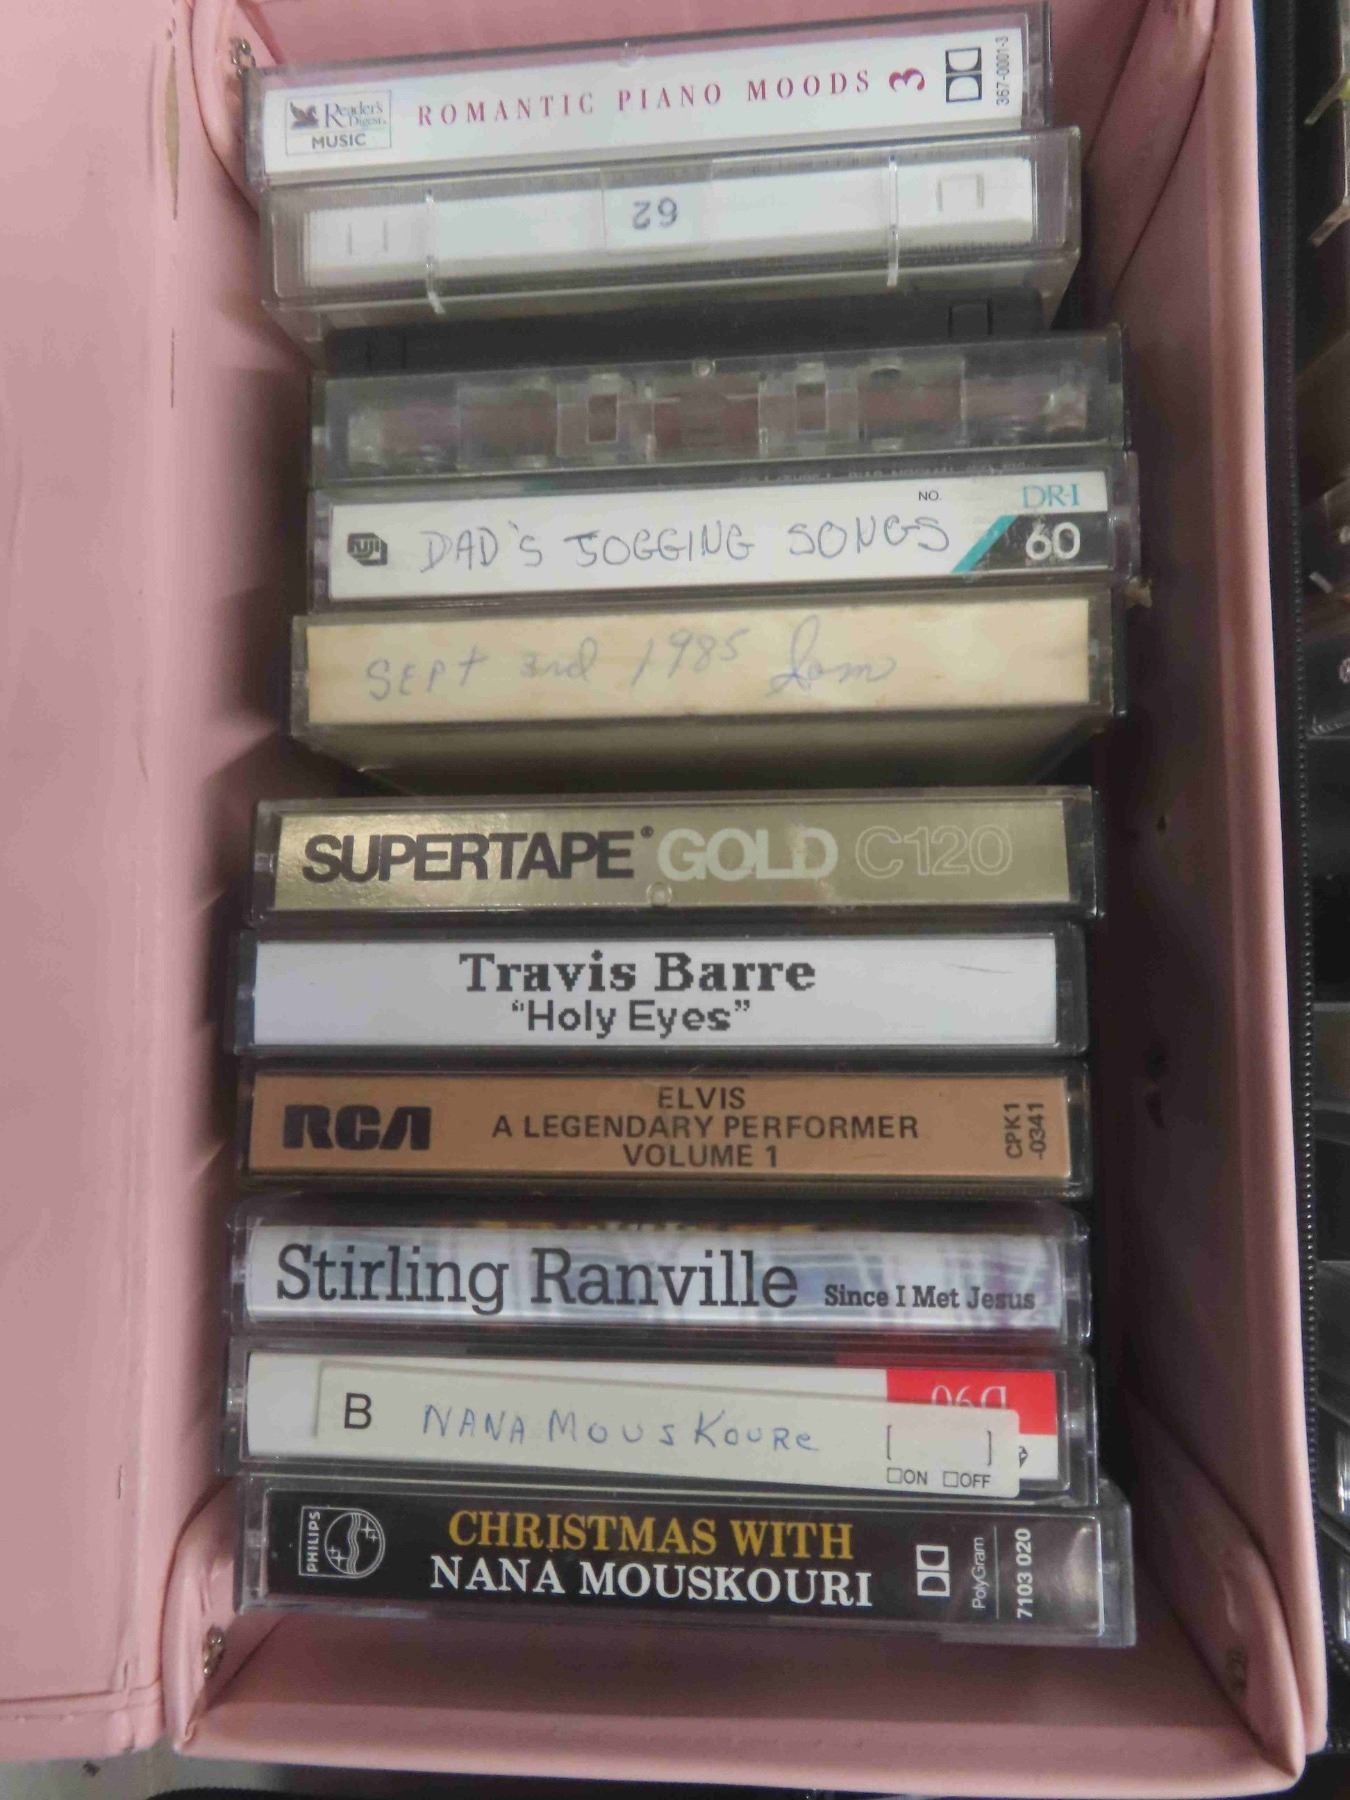 Reader's Digest
MUSIC
ROMANTIC PIANO MOODS 3
367-0001-3
62
NO.
DR-I
FUJI
DAD'S JOGGING SONGS
60
SEPT 3rd 1985
SUPERTAPE® GOLD C120
Travis Barre
“Holy Eyes”
RCA
ELVIS
A LEGENDARY PERFORMER
VOLUME 1
CPK1
-0341
Stirling Ranville Since I Met Jesus
D90
B NANA MOUSKOURE
[ ]
□ON □OFF
PHILIPS
CHRISTMAS WITH
NANA MOUSKOURI
PolyGram
7103 020